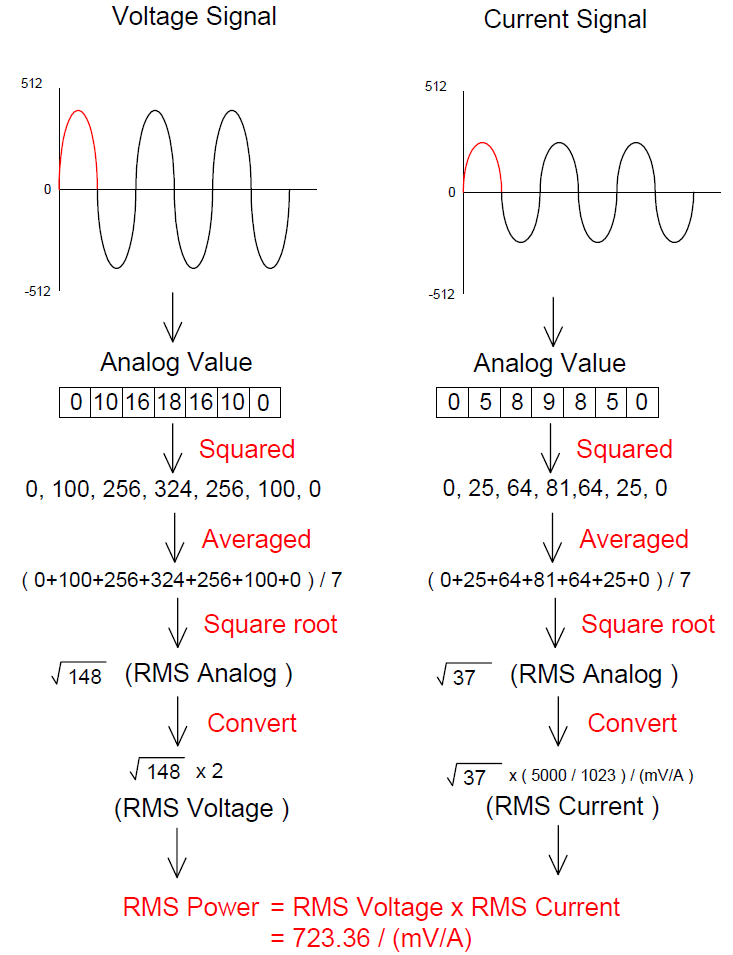 Voltage Signal
512
0
-512
Analog Value
0 10 16 18 16 10 0
Squared
0, 100, 256, 324, 256, 100, 0
Averaged
( 0+100+256+324+256+100+0 ) / 7
Square root
√148 (RMS Analog )
Convert
√148 x 2
(RMS Voltage )
Current Signal
512
0
-512
Analog Value
0 5 8 9 8 5 0
Squared
0, 25, 64, 81,64, 25, 0
Averaged
( 0+25+64+81+64+25+0 ) / 7
Square root
√37 (RMS Analog )
Convert
√37 x ( 5000 / 1023 ) / (mV/A )
(RMS Current )
RMS Power = RMS Voltage x RMS Current
= 723.36 / (mV/A)